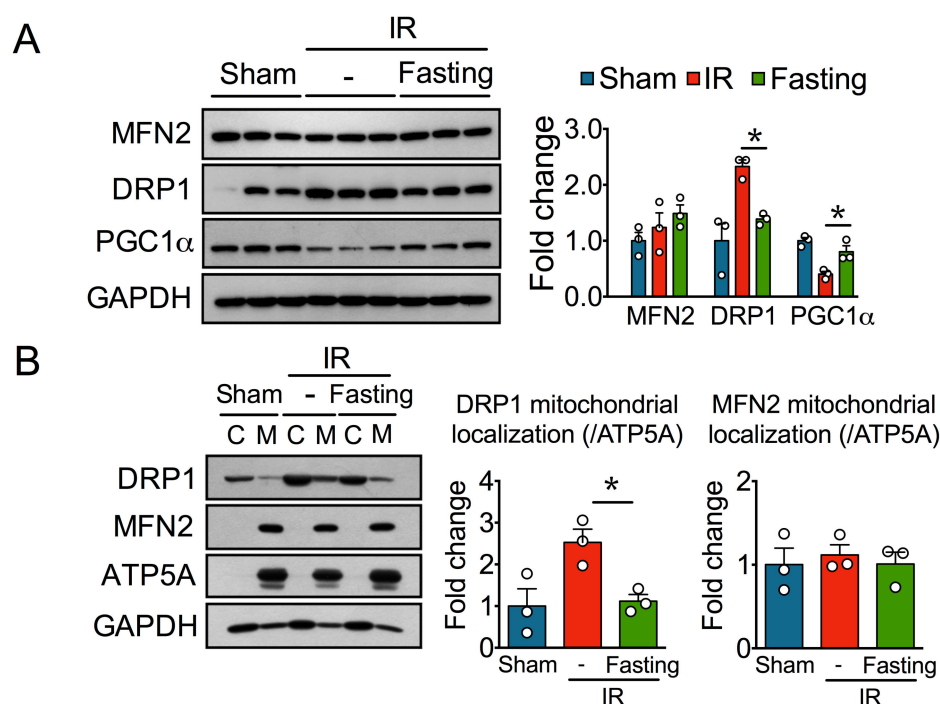 A
IR
Sham - Fasting
MFN2
DRP1
PGC1α
GAPDH
Sham IR Fasting
Fold change
3.0
2.0
1.0
0.0
* *
MFN2 DRP1 PGC1α
B
IR
Sham - Fasting
C M C M C M
DRP1
MFN2
ATP5A
GAPDH
DRP1 mitochondrial
localization (/ATP5A)
Fold change
4
3
2
1
0
*
Sham - Fasting
IR
MFN2 mitochondrial
localization (/ATP5A)
Fold change
2
1
0
Sham - Fasting
IR